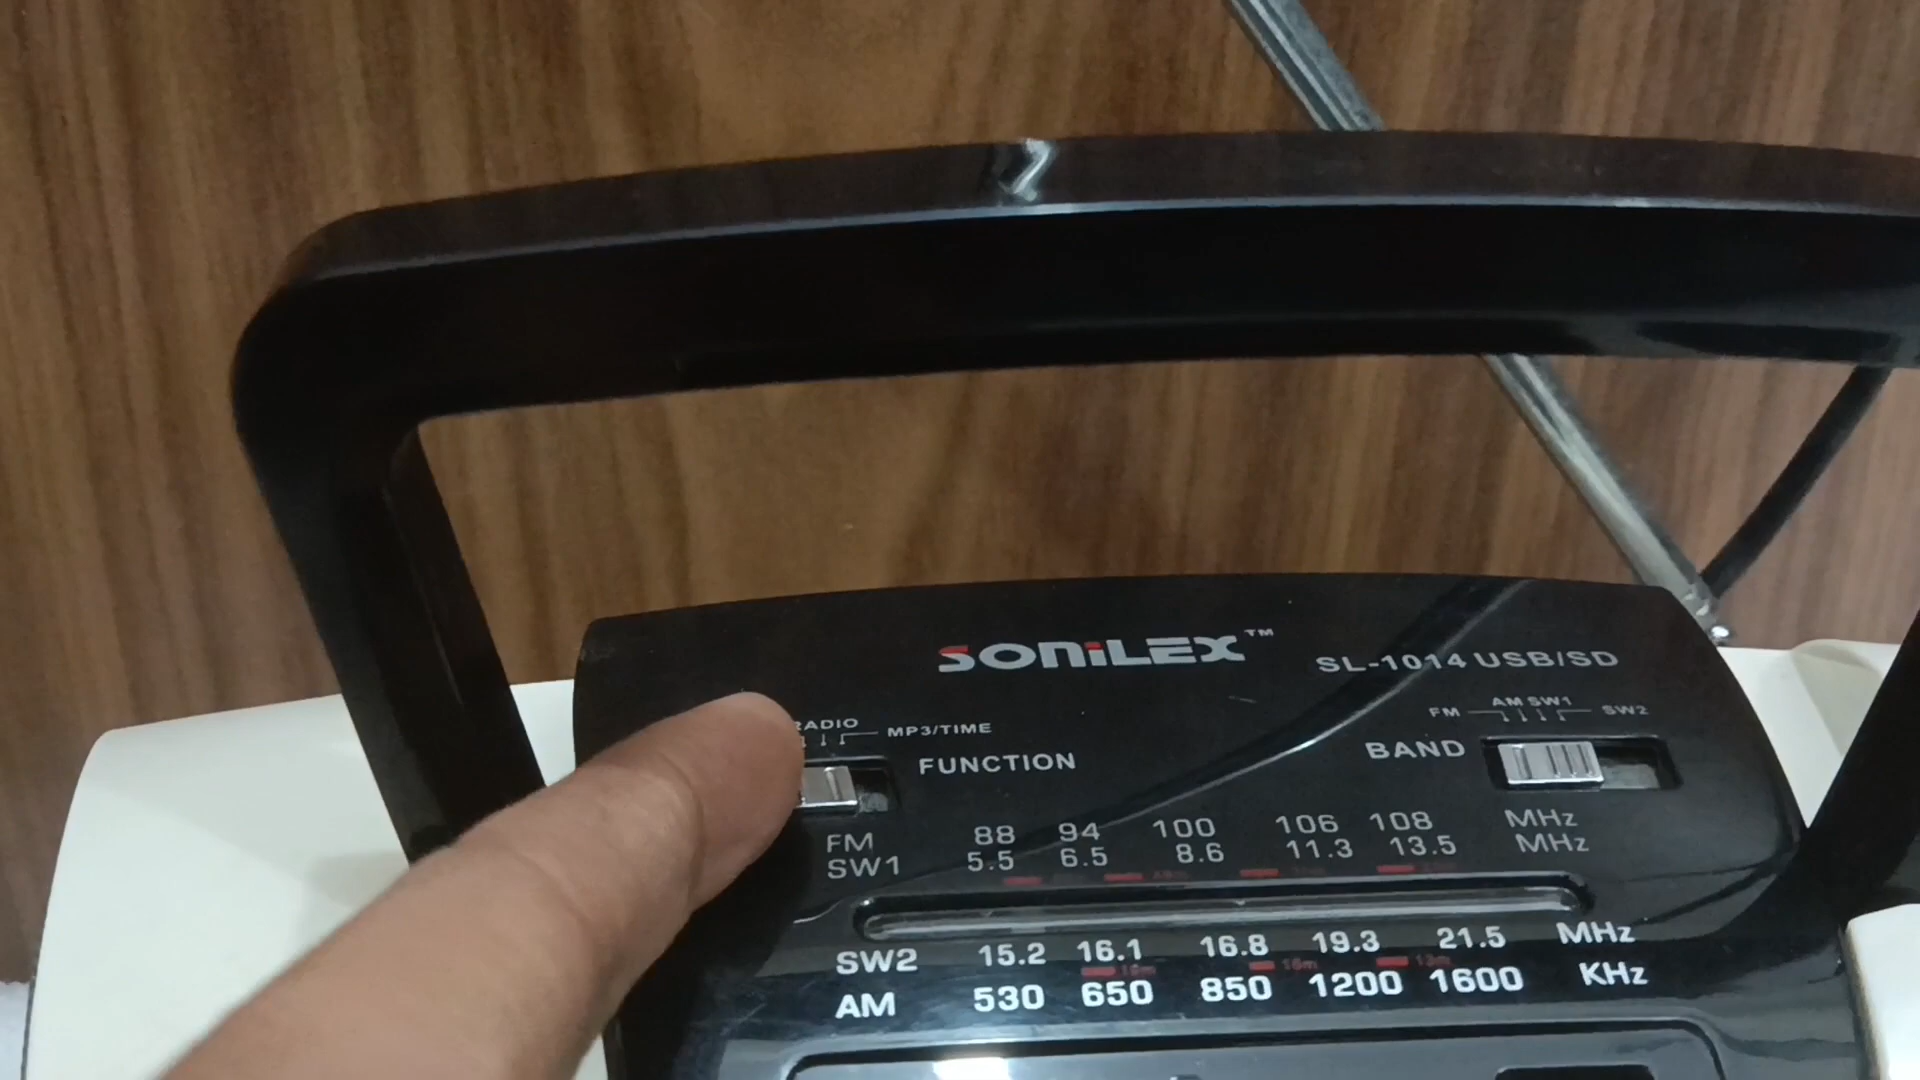 SONiLEX™
SL-1014 USB/SD
RADIO
MP3/TIME
FUNCTION
FM AM SW1 SW2
BAND
FM 88 94 100 106 108 MHz
SW1 5.5 6.5 8.6 11.3 13.5 MHz
SW2 15.2 16.1 16.8 19.3 21.5 MHz
16m 13m
AM 530 650 850 1200 1600 KHz